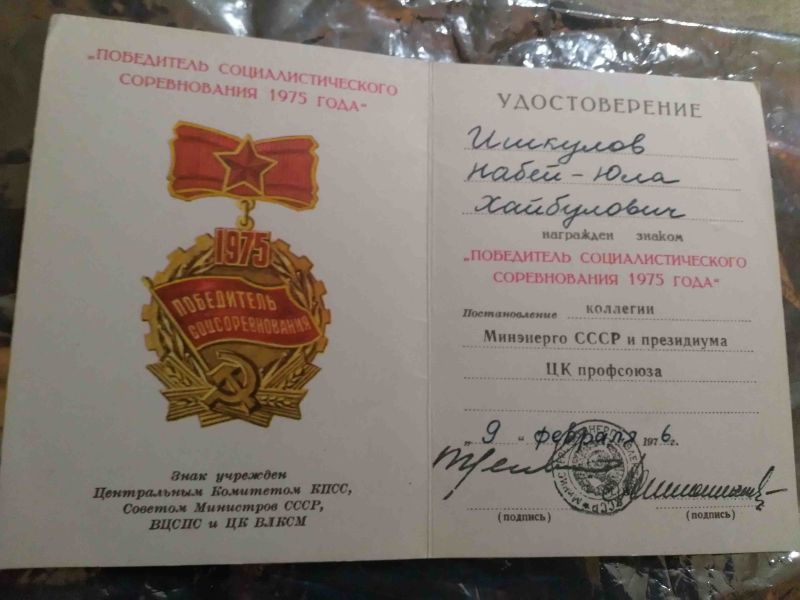 „ПОБЕДИТЕЛЬ СОЦИАЛИСТИЧЕСКОГО
СОРЕВНОВАНИЯ 1975 ГОДА“
1975
ПОБЕДИТЕЛЬ
СОЦСОРЕВНОВАНИЯ
Знак учрежден
Центральным Комитетом КПСС,
Советом Министров СССР,
ВЦСПС и ЦК ВЛКСМ
УДОСТОВЕРЕНИЕ
Ишкулов
Набей-Юла
Хайбулович
награжден знаком
„ПОБЕДИТЕЛЬ СОЦИАЛИСТИЧЕСКОГО
СОРЕВНОВАНИЯ 1975 ГОДА“
Постановление коллегии
Минэнерго СССР и президиума
ЦК профсоюза
„9“ февраля 1976 г.
(подпись) (подпись)